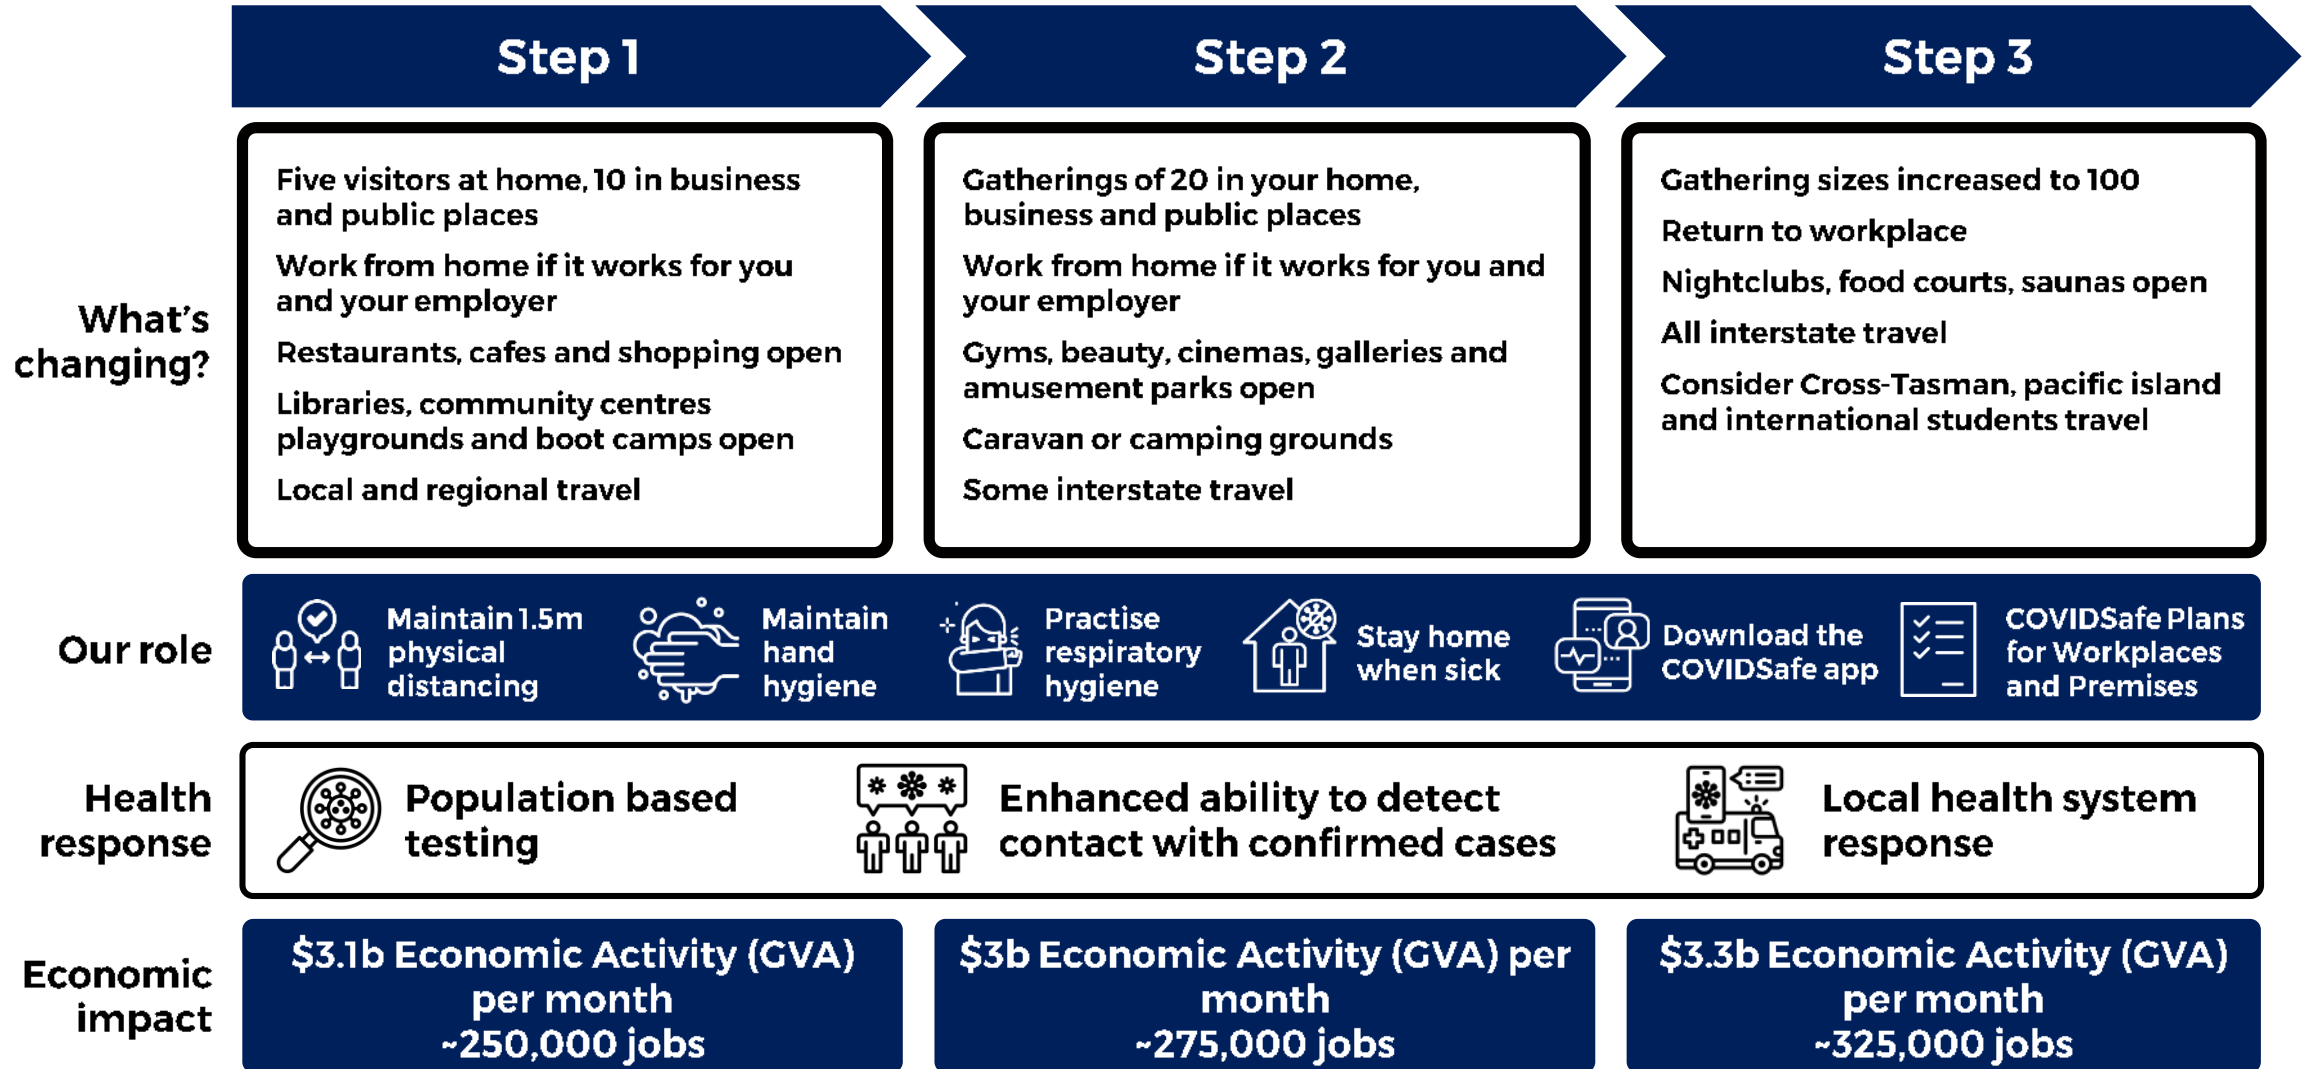 Step 1
Step 2
Step 3
What's
changing?
Five visitors at home, 10 in business
and public places
Work from home if it works for you
and your employer
Restaurants, cafes and shopping open
Libraries, community centres
playgrounds and boot camps open
Local and regional travel
Gatherings of 20 in your home,
business and public places
Work from home if it works for you and
your employer
Gyms, beauty, cinemas, galleries and
amusement parks open
Caravan or camping grounds
Some interstate travel
Gathering sizes increased to 100
Return to workplace
Nightclubs, food courts, saunas open
All interstate travel
Consider Cross-Tasman, pacific island
and international students travel
Our role
Maintain 1.5m
physical
distancing
Maintain
hand
hygiene
Practise
respiratory
hygiene
Stay home
when sick
Download the
COVIDSafe app
COVIDSafe Plans
for Workplaces
and Premises
Health
response
Population based
testing
Enhanced ability to detect
contact with confirmed cases
Local health system
response
Economic
impact
$3.1b Economic Activity (GVA)
per month
~250,000 jobs
$3b Economic Activity (GVA) per
month
~275,000 jobs
$3.3b Economic Activity (GVA)
per month
~325,000 jobs